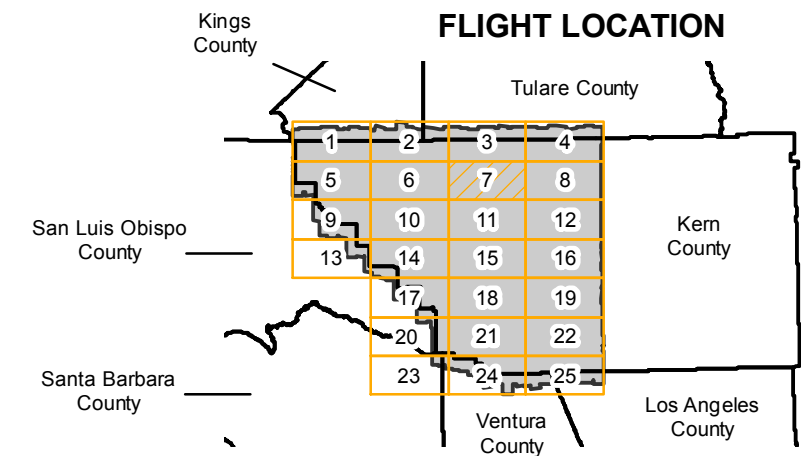 FLIGHT LOCATION
Kings
County
Tulare County
1 2 3 4
5 6 7 8
San Luis Obispo
County
9 10 11 12
Kern
County
13 14 15 16
17 18 19
20 21 22
Santa Barbara
County
23 24 25
Ventura
County
Los Angeles
County